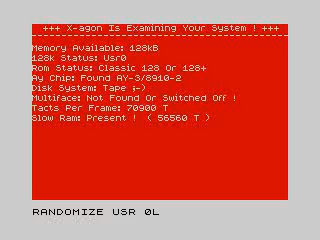 +++ X-agon Is Examining Your System ! +++
Memory Available: 128kB
128k Status: Usr0
Rom Status: Classic 128 Or 128+
Ay Chip: Found AY-3/8910-2
Disk System: Tape ;-)
Multiface: Not Found Or Switched Off !
Tacts Per Frame: 70900 T
Slow Ram: Present !  ( 56560 T )
RANDOMIZE USR 0L